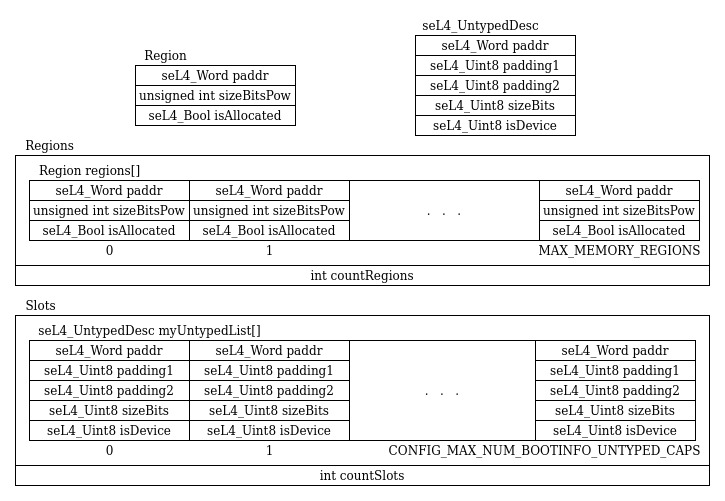 seL4_UntypedDesc
seL4_Word paddr
seL4_Uint8 padding1
seL4_Uint8 padding2
seL4_Uint8 sizeBits
seL4_Uint8 isDevice
Region
seL4_Word paddr
unsigned int sizeBitsPow
seL4_Bool isAllocated
Regions
Region regions[]
seL4_Word paddr seL4_Word paddr seL4_Word paddr
unsigned int sizeBitsPow unsigned int sizeBitsPow . . . unsigned int sizeBitsPow
seL4_Bool isAllocated seL4_Bool isAllocated seL4_Bool isAllocated
0 1 MAX_MEMORY_REGIONS
int countRegions
Slots
seL4_UntypedDesc myUntypedList[]
seL4_Word paddr seL4_Word paddr seL4_Word paddr
seL4_Uint8 padding1 seL4_Uint8 padding1 seL4_Uint8 padding1
seL4_Uint8 padding2 seL4_Uint8 padding2 . . . seL4_Uint8 padding2
seL4_Uint8 sizeBits seL4_Uint8 sizeBits seL4_Uint8 sizeBits
seL4_Uint8 isDevice seL4_Uint8 isDevice seL4_Uint8 isDevice
0 1 CONFIG_MAX_NUM_BOOTINFO_UNTYPED_CAPS
int countSlots